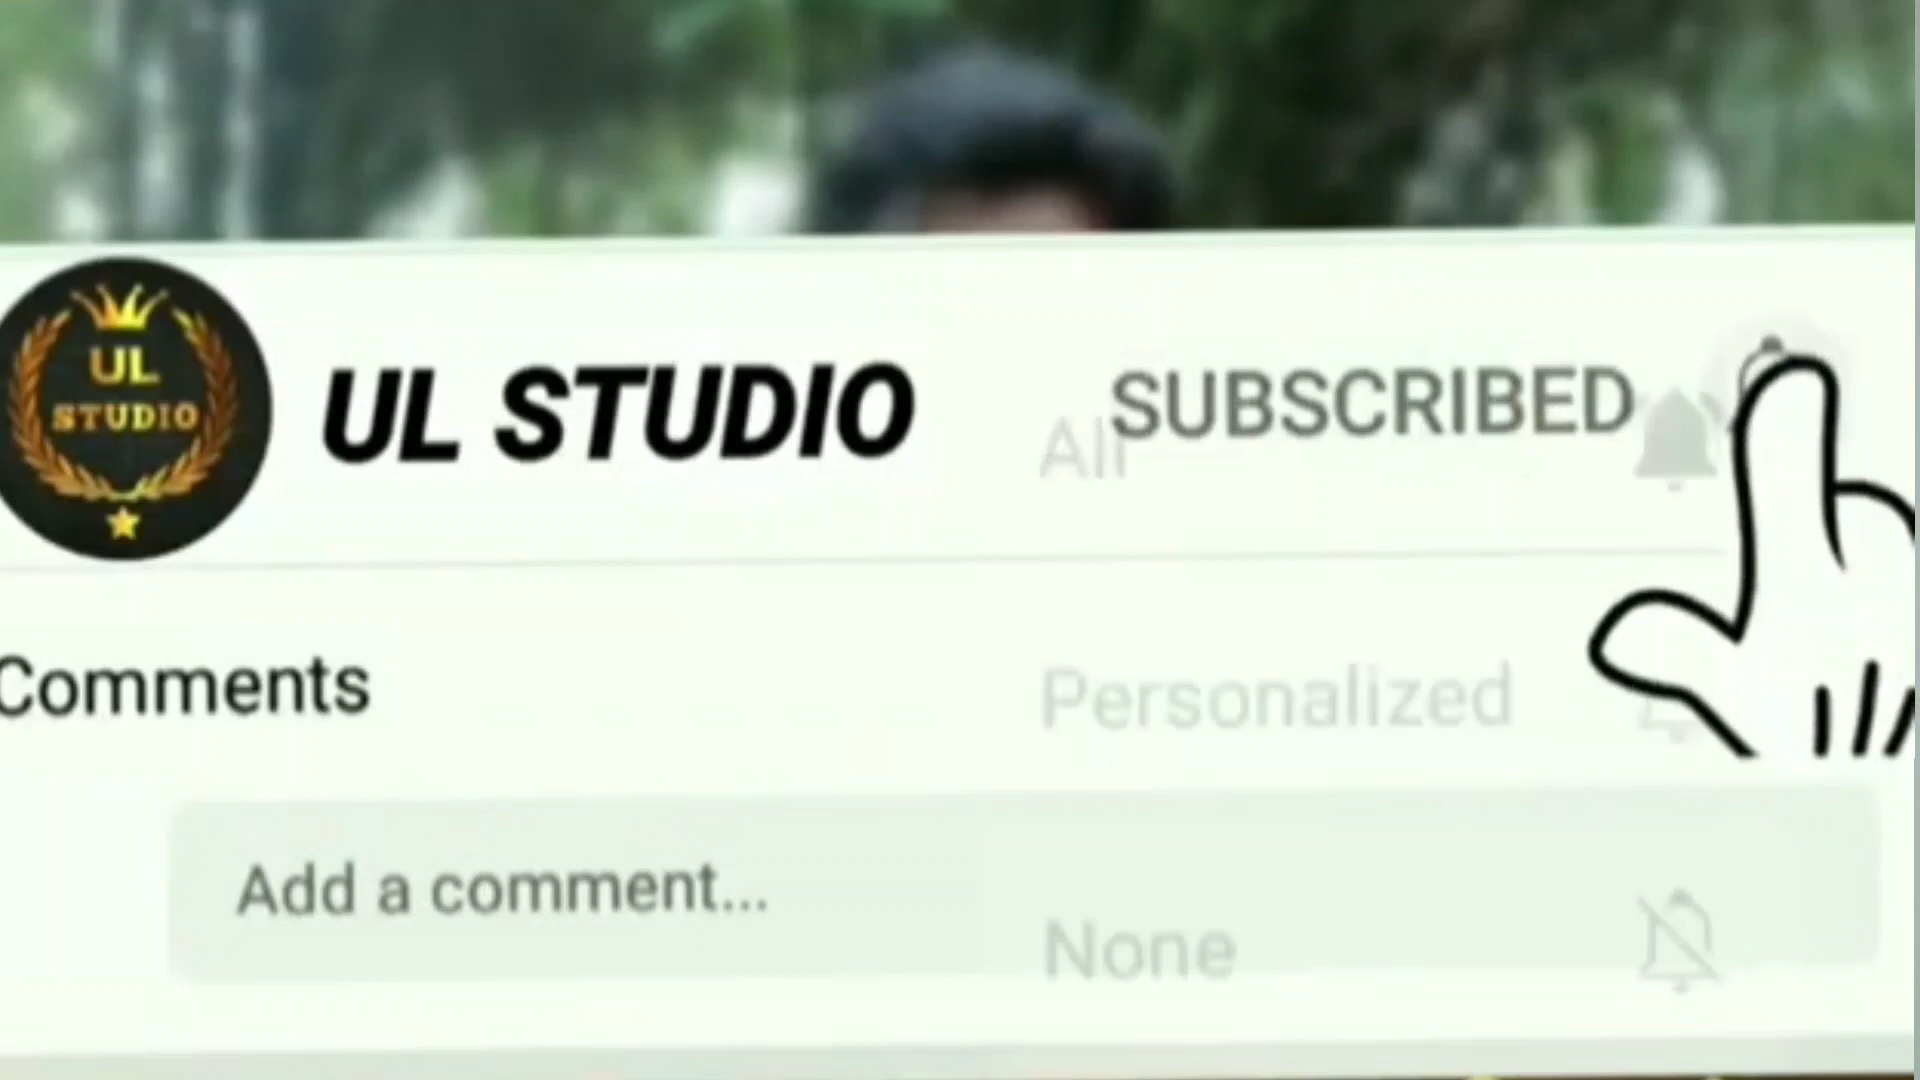 UL
STUDIO
UL STUDIO
SUBSCRIBED
All
Comments
Personalized
Add a comment...
None